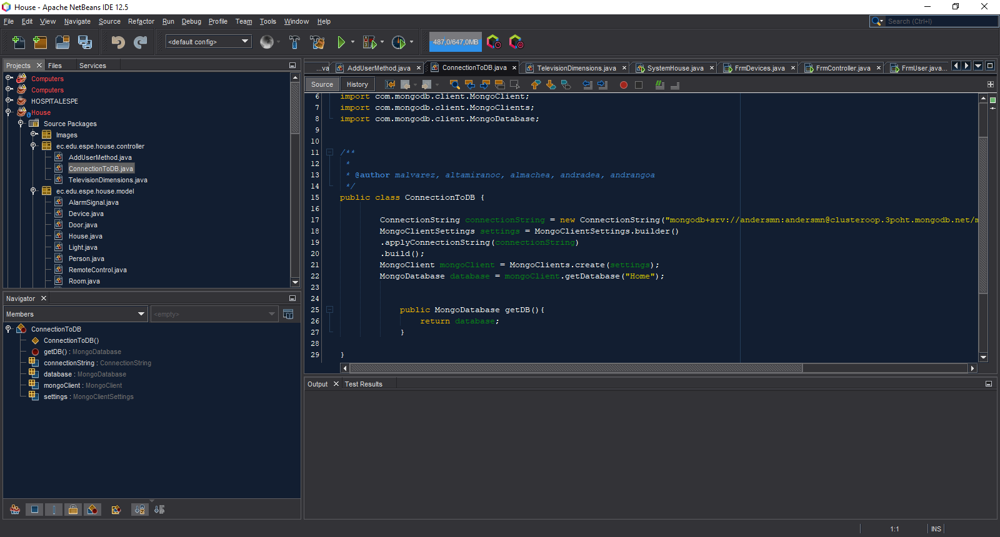 House - Apache NetBeans IDE 12.5
File Edit View Navigate Source Refactor Run Debug Profile Team Tools Window Help
Search (Ctrl+I)
<default config>
487,0/647,0MB
Projects Files Services
Computers
Computers
HOSPITALESPE
House
Source Packages
Images
ec.edu.espe.house.controller
AddUserMethod.java
ConnectionToDB.java
TelevisionDimensions.java
ec.edu.espe.house.model
AlarmSignal.java
Device.java
Door.java
House.java
Light.java
Person.java
RemoteControl.java
Room.java
Navigator
Members
<empty>
ConnectionToDB
ConnectionToDB()
getDB() : MongoDatabase
connectionString : ConnectionString
database : MongoDatabase
mongoClient : MongoClient
settings : MongoClientSettings
...va AddUserMethod.java ConnectionToDB.java TelevisionDimensions.java SystemHouse.java FrmDevices.java FrmController.java FrmUser.java...
Source History
6 import com.mongodb.client.MongoClient;
7 import com.mongodb.client.MongoClients;
8 import com.mongodb.client.MongoDatabase;
9
10
11 /**
12 *
13 * @author malvarez, altamiranoc, almachea, andradea, andrangoa
14 */
15 public class ConnectionToDB {
16
17 ConnectionString connectionString = new ConnectionString("mongodb+srv://andersmn:andersmn@clusteroop.3poht.mongodb.net/m
18 MongoClientSettings settings = MongoClientSettings.builder()
19 .applyConnectionString(connectionString)
20 .build();
21 MongoClient mongoClient = MongoClients.create(settings);
22 MongoDatabase database = mongoClient.getDatabase("Home");
23
24
25 public MongoDatabase getDB(){
26 return database;
27 }
28
29 }
Output Test Results
1:1 INS